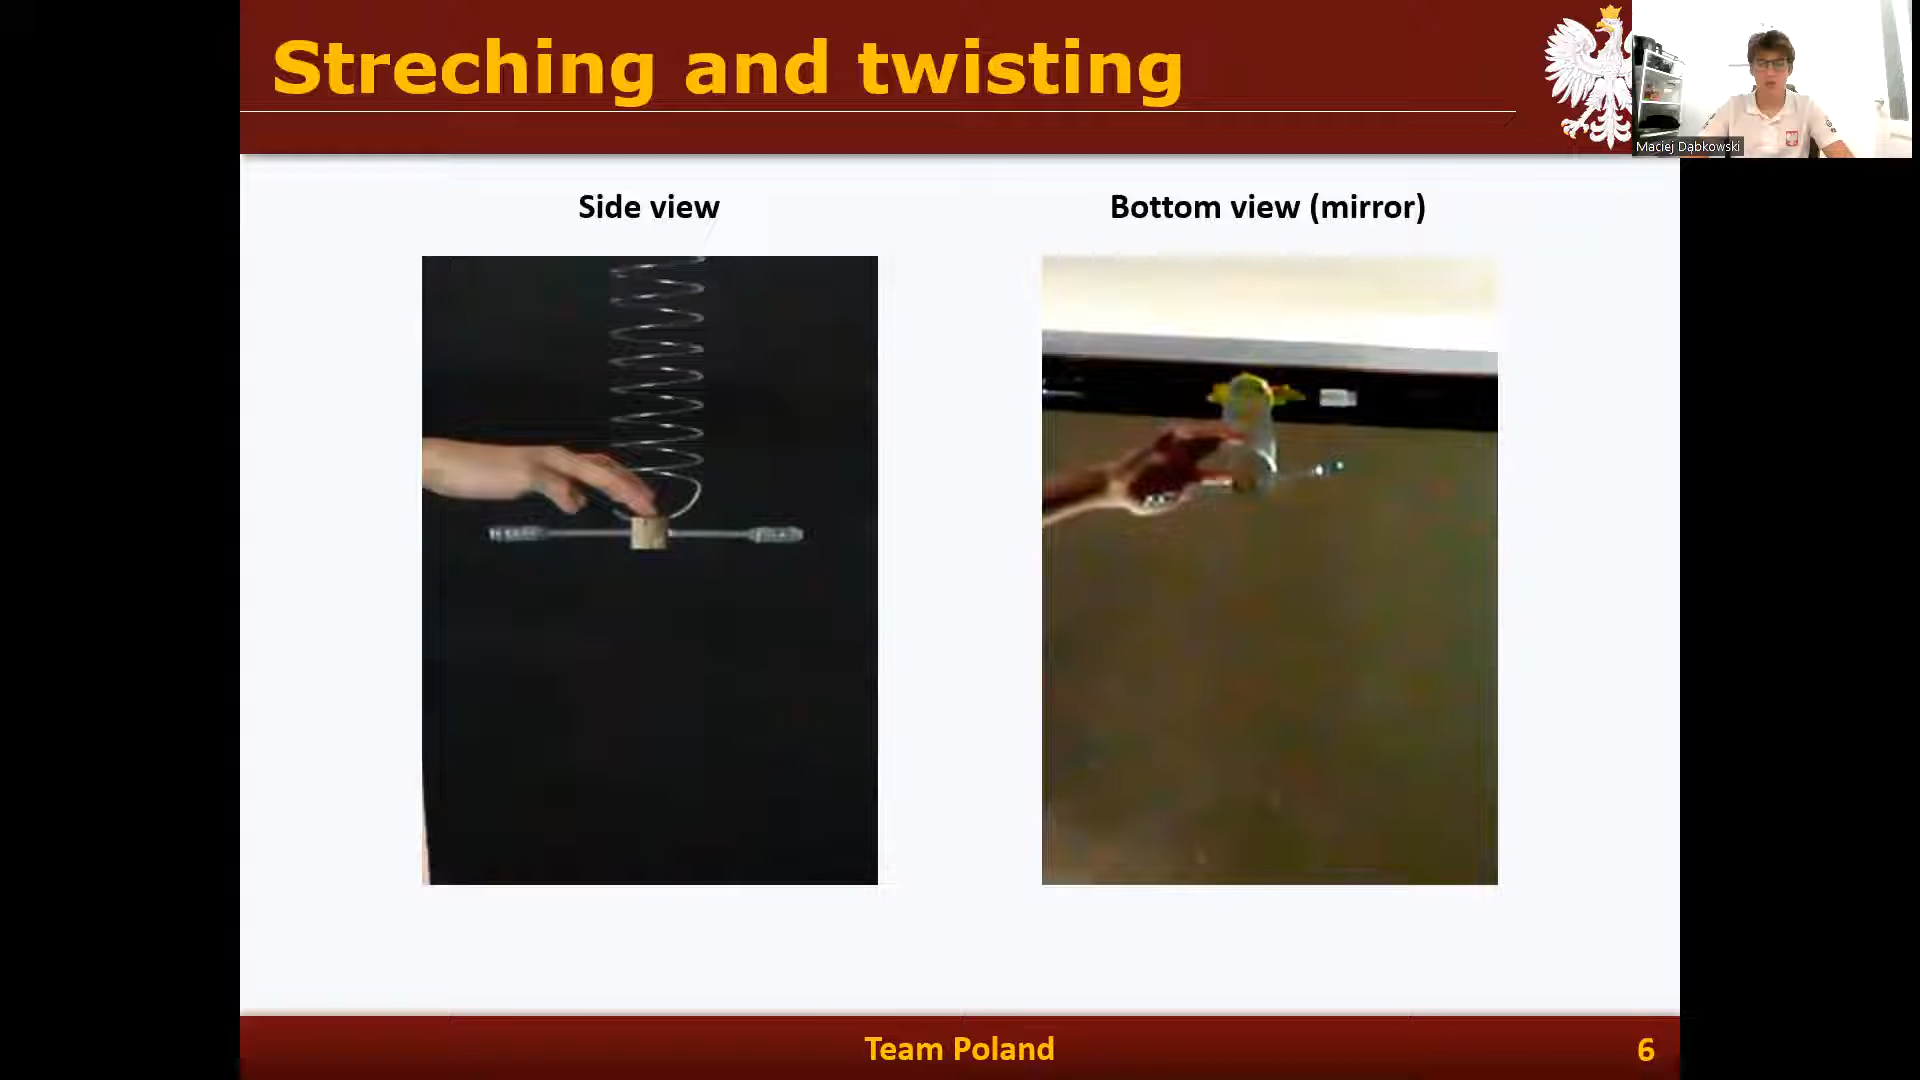 Streching and twisting
Maciej Dąbkowski
Side view
Bottom view (mirror)
Team Poland
6